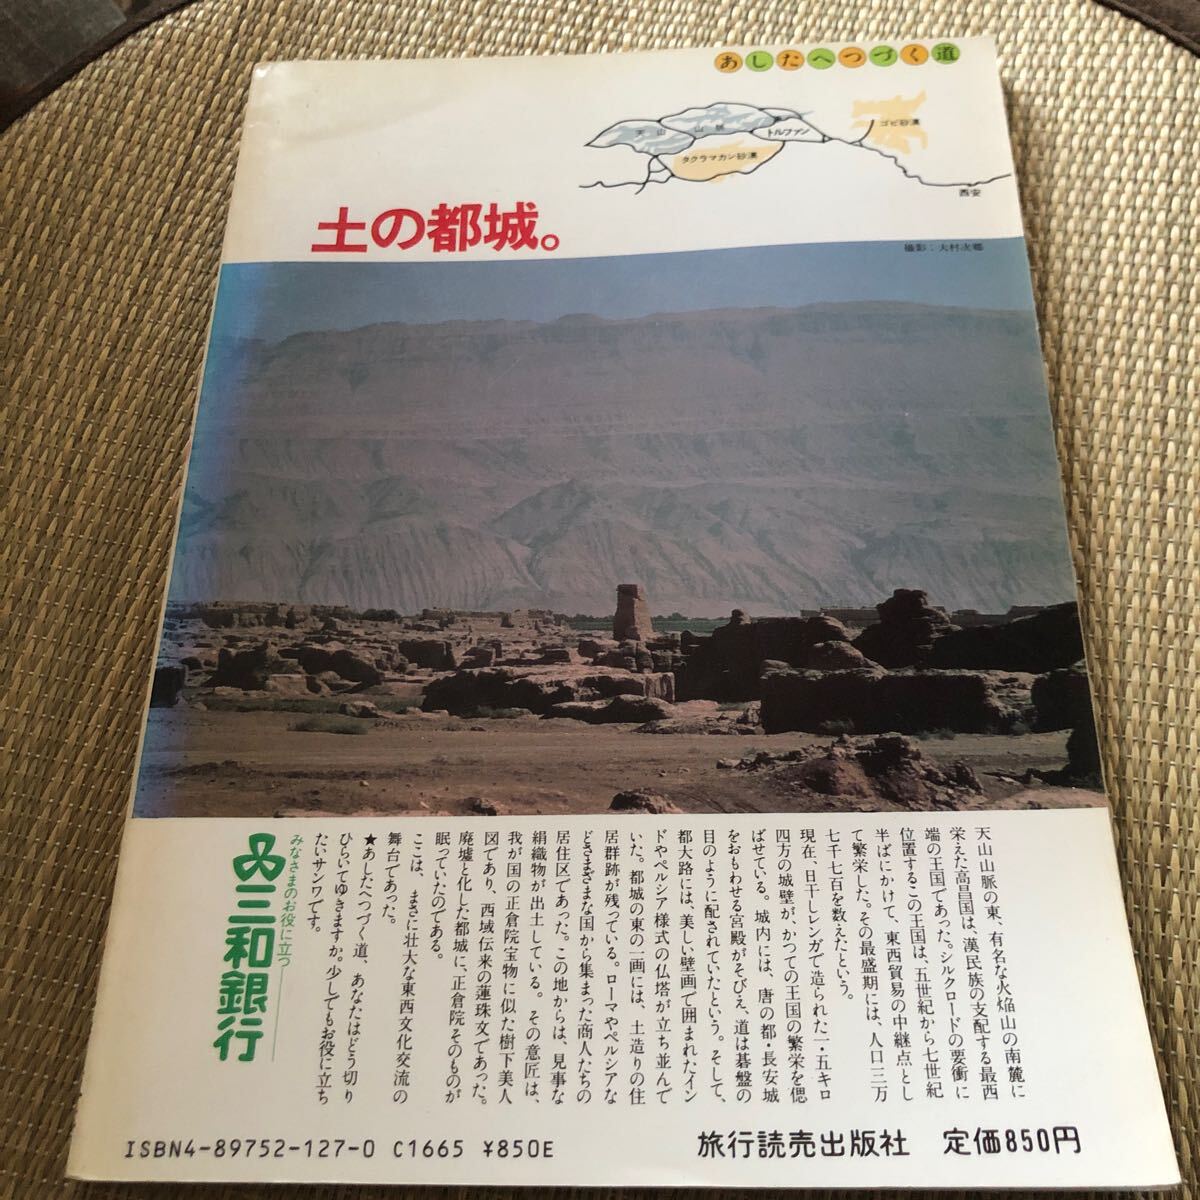 あしたへつづく道
天山山脈
トルファン
ゴビ砂漠
タクラマカン砂漠
西安
土の都城。
撮影：大村次郷
天山山脈の東、有名な火焔山の南麓に
栄えた高昌国は、漢民族の支配する最西
端の王国であった。シルクロードの要衝に
位置するこの王国は、五世紀から七世紀
半ばにかけて、東西貿易の中継点とし
て繁栄した。その最盛期には、人口三万
七千七百を数えたという。
現在、日干しレンガで造られた一・五キロ
四方の城壁が、かつての王国の繁栄を偲
ばせている。城内には、唐の都・長安城
をおもわせる宮殿がそびえ、道は碁盤の
目のように配されていたという。そして、
都大路には、美しい壁画で囲まれたイン
ドやペルシア様式の仏塔が立ち並んで
いた。都城の東の一画には、土造りの住
居群跡が残っている。ローマやペルシアな
どさまざまな国から集まった商人たちの
居住区であった。この地からは、見事な
絹織物が出土している。その意匠は、
我が国の正倉院宝物に似た樹下美人
図であり、西域伝来の蓮珠文であった。
廃墟と化した都城に、正倉院そのものが
眠っていたのである。
ここは、まさに壮大な東西文化交流の
舞台であった。
★あしたへつづく道、あなたはどう切り
ひらいてゆきますか。少しでもお役に立ち
たいサンワです。
みなさまのお役に立つ
三和銀行
ISBN4-89752-127-0 C1665 ¥850E
旅行読売出版社 定価850円